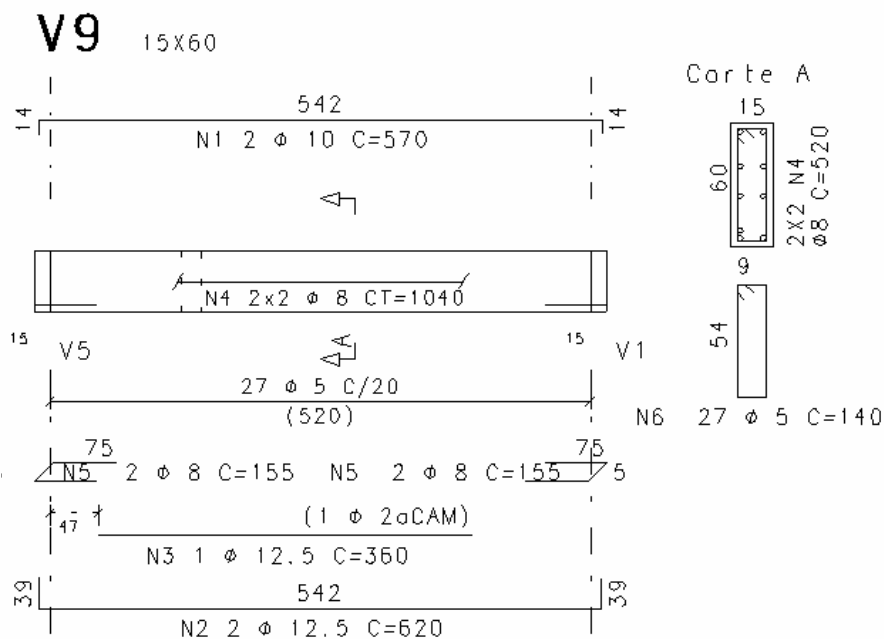 V9 15X60
Corte A
14 542 14
N1 2 Φ 10 C=570
15
60
2X2 N4
Φ8 C=520
N4 2x2 Φ 8 CT=1040
9
54
15 V5 A 15 V1
27 Φ 5 C/20
(520)
N6 27 Φ 5 C=140
75 75
N5 2 Φ 8 C=155 N5 2 Φ 8 C=155 5
47 (1 Φ 2aCAM)
N3 1 Φ 12.5 C=360
39 542 39
N2 2 Φ 12.5 C=620